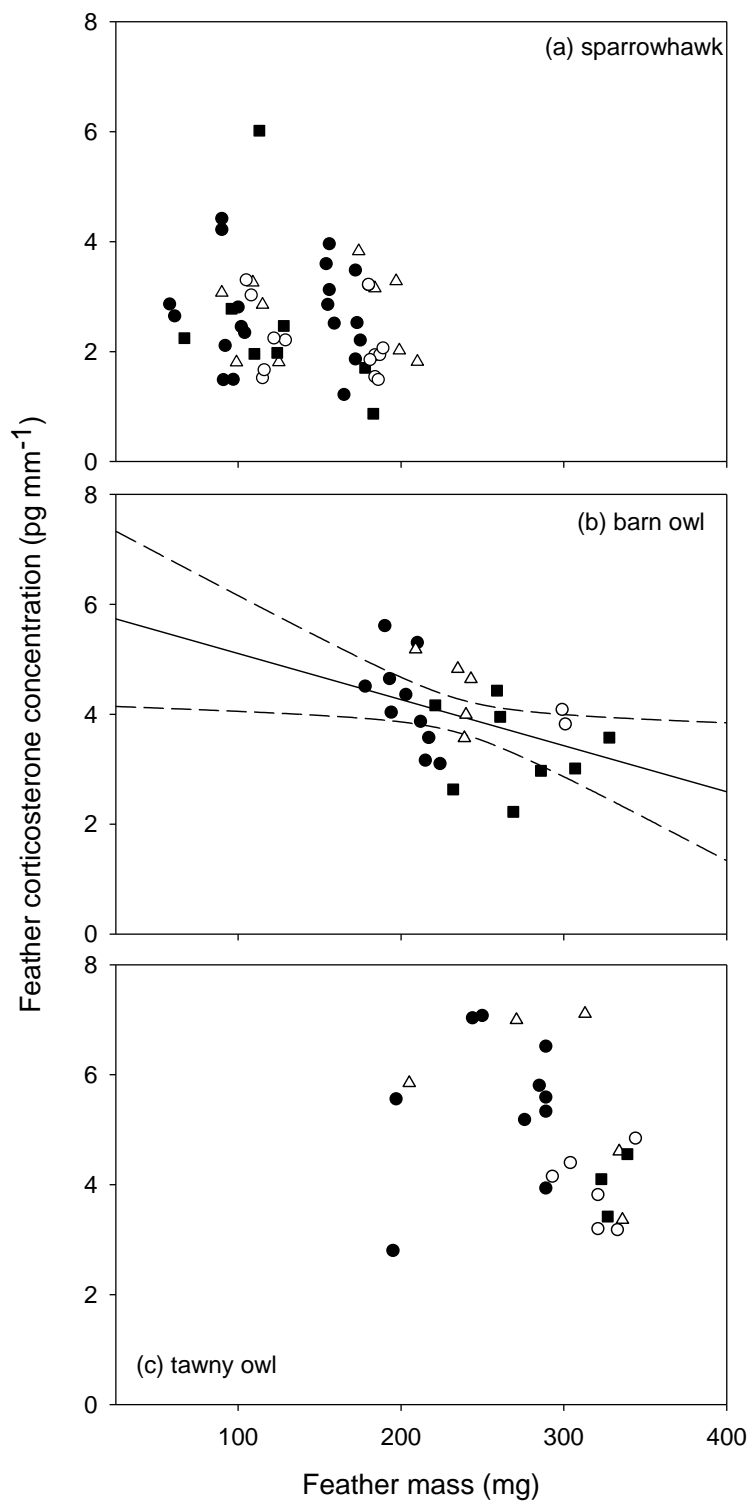 Feather corticosterone concentration (pg mm-1)
8
(a) sparrowhawk
6
4
2
0
8
(b) barn owl
6
4
2
0
8
6
4
2
(c) tawny owl
0
100 200 300 400
Feather mass (mg)